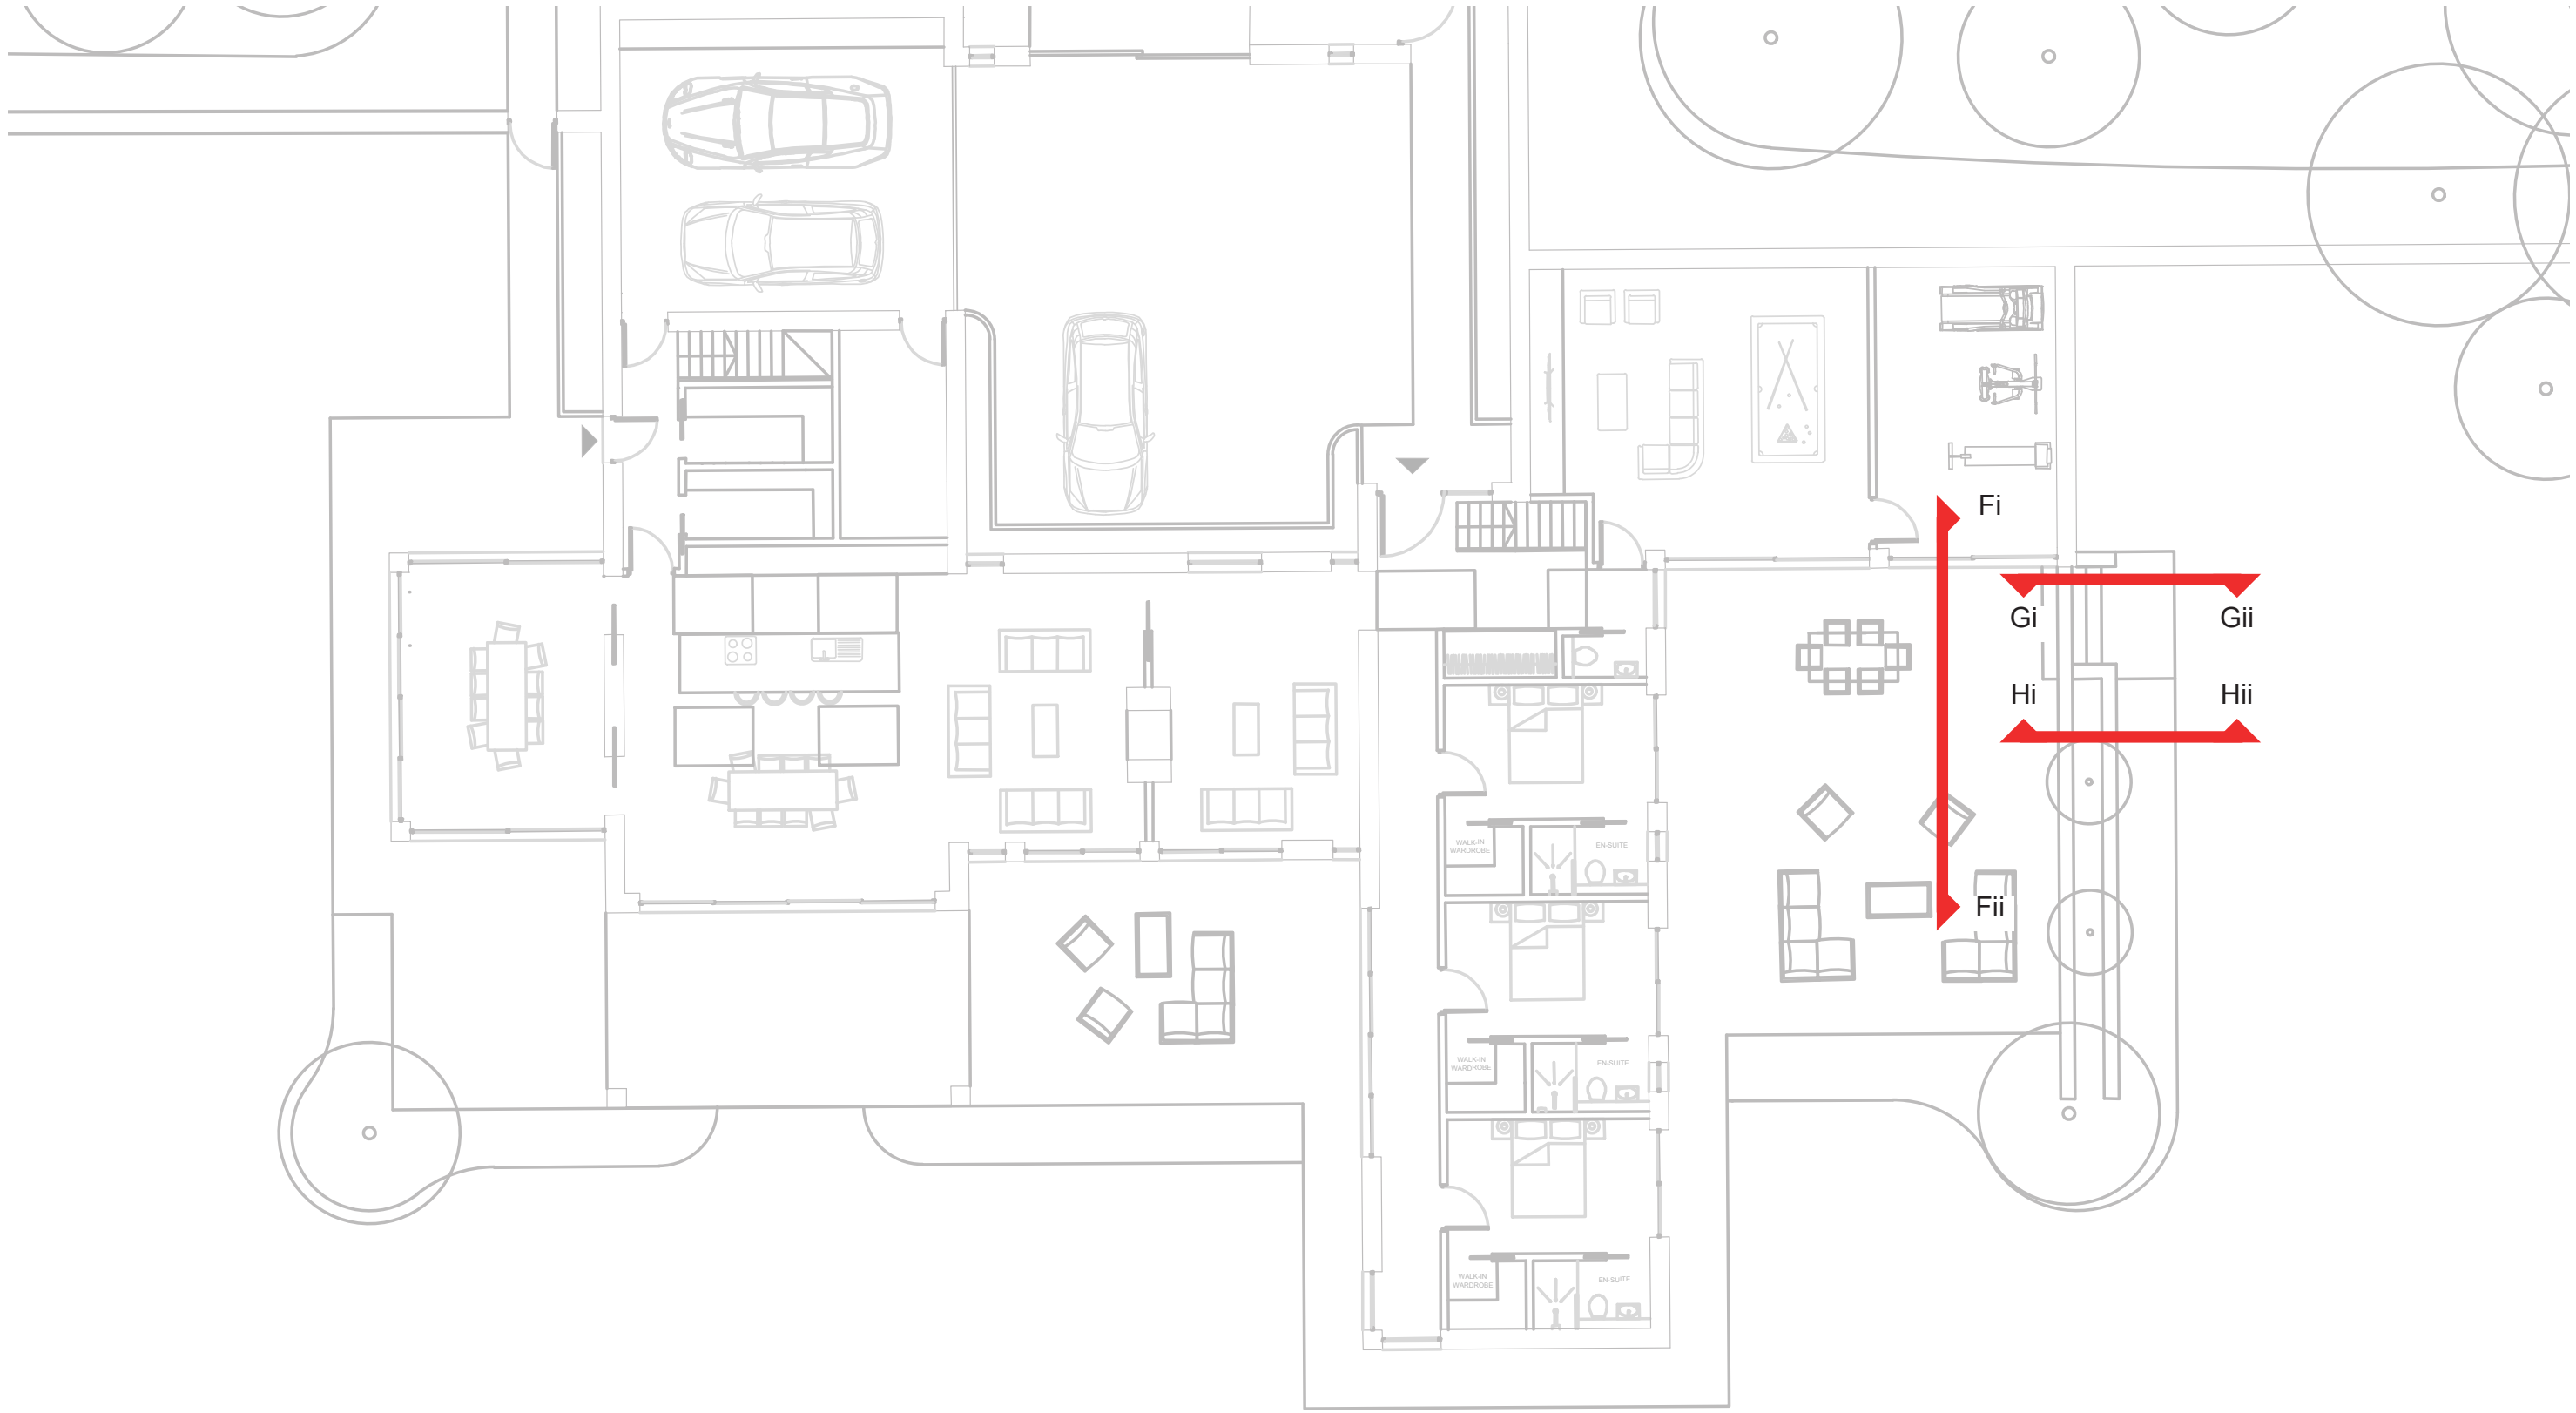 Fi
Gi
Gii
Hi
Hii
WALK-IN
WARDROBE
EN-SUITE
Fii
WALK-IN
WARDROBE
EN-SUITE
WALK-IN
WARDROBE
EN-SUITE